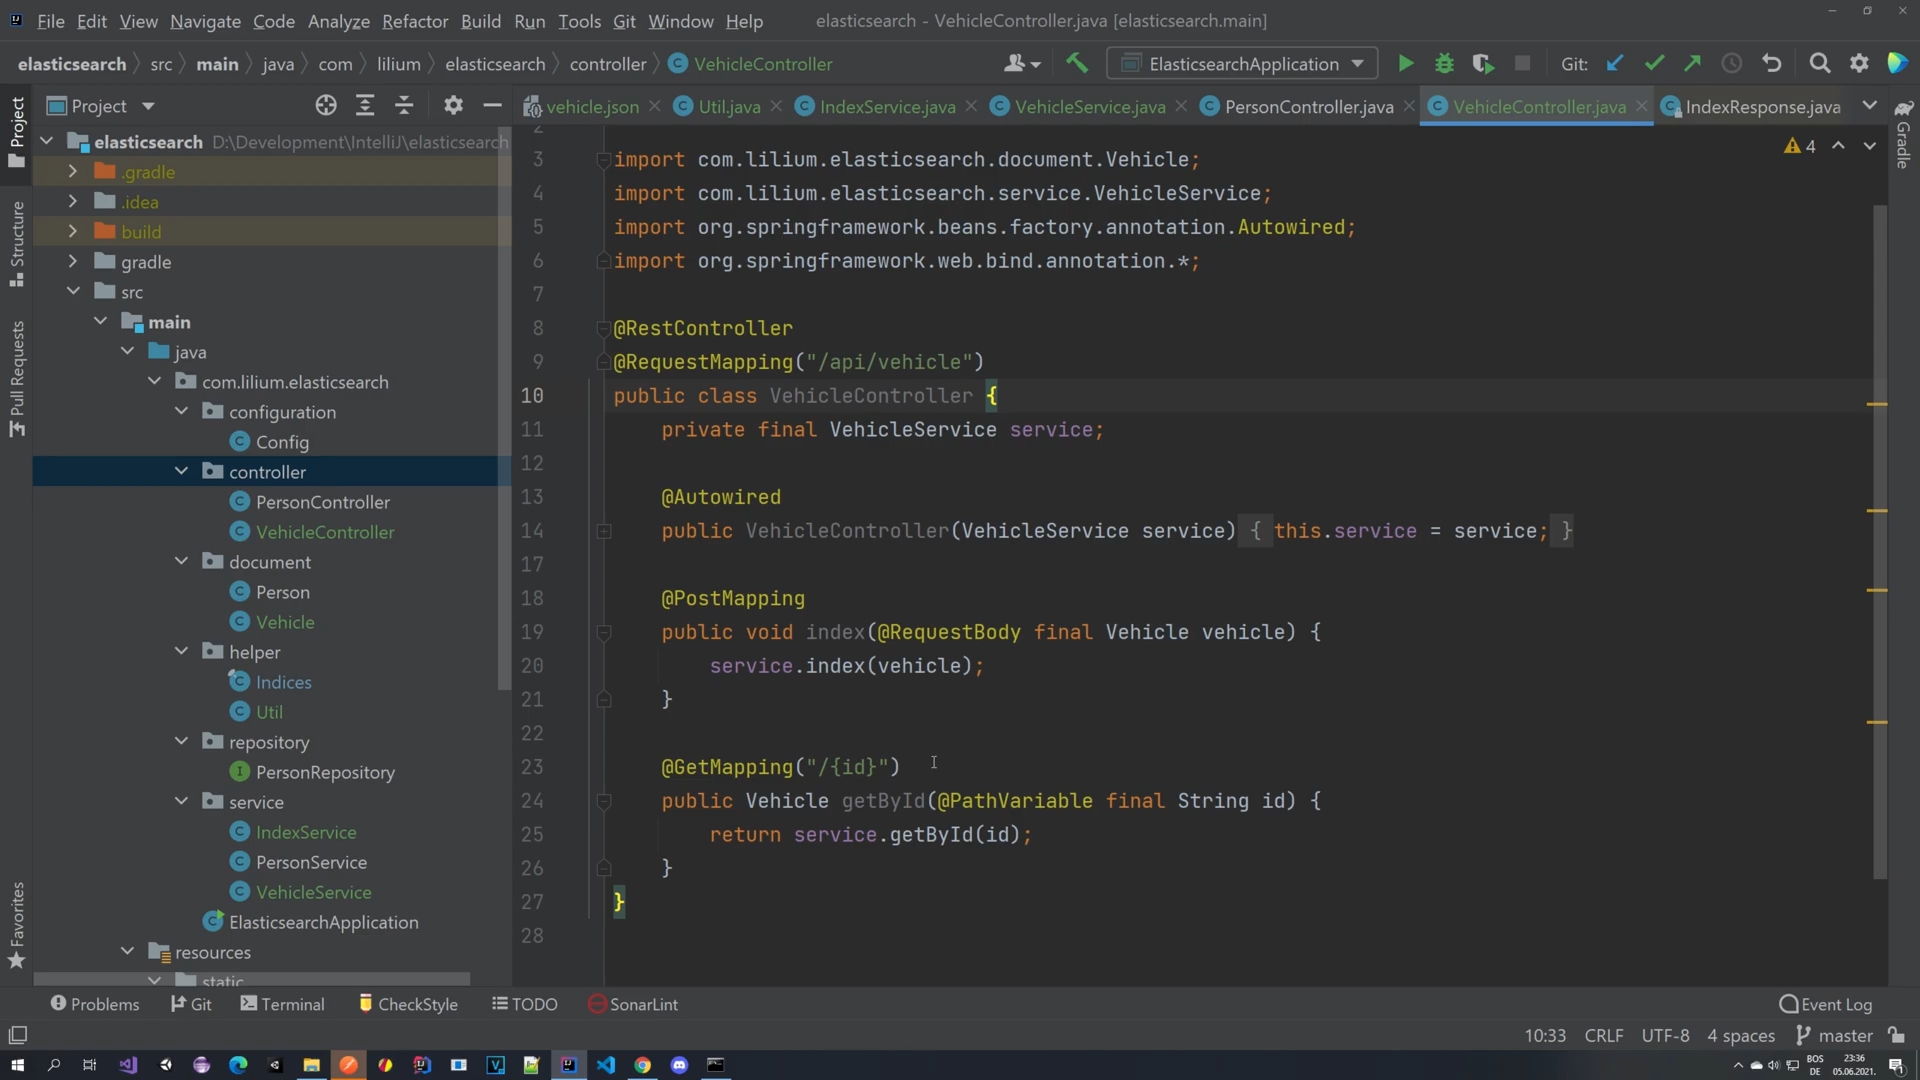 File Edit View Navigate Code Analyze Refactor Build Run Tools Git Window Help elasticsearch - VehicleController.java [elasticsearch.main]
elasticsearch src main java com lilium elasticsearch controller VehicleController ElasticsearchApplication Git:
Project vehicle.json Util.java IndexService.java VehicleService.java PersonController.java VehicleController.java IndexResponse.java
Project
Structure
Pull Requests
Favorites
Gradle
elasticsearch D:\Development\IntelliJ\elasticsearch
.gradle
.idea
build
gradle
src
main
java
com.lilium.elasticsearch
configuration
Config
controller
PersonController
VehicleController
document
Person
Vehicle
helper
Indices
Util
repository
PersonRepository
service
IndexService
PersonService
VehicleService
ElasticsearchApplication
resources
static
4
2
3 import com.lilium.elasticsearch.document.Vehicle;
4 import com.lilium.elasticsearch.service.VehicleService;
5 import org.springframework.beans.factory.annotation.Autowired;
6 import org.springframework.web.bind.annotation.*;
7
8 @RestController
9 @RequestMapping("/api/vehicle")
10 public class VehicleController {
11 private final VehicleService service;
12
13 @Autowired
14 public VehicleController(VehicleService service) { this.service = service; }
17
18 @PostMapping
19 public void index(@RequestBody final Vehicle vehicle) {
20 service.index(vehicle);
21 }
22
23 @GetMapping("/{id}")
24 public Vehicle getById(@PathVariable final String id) {
25 return service.getById(id);
26 }
27 }
28
Problems Git Terminal CheckStyle TODO SonarLint Event Log
10:33 CRLF UTF-8 4 spaces master
BOS 23:36
DE 05.06.2021.